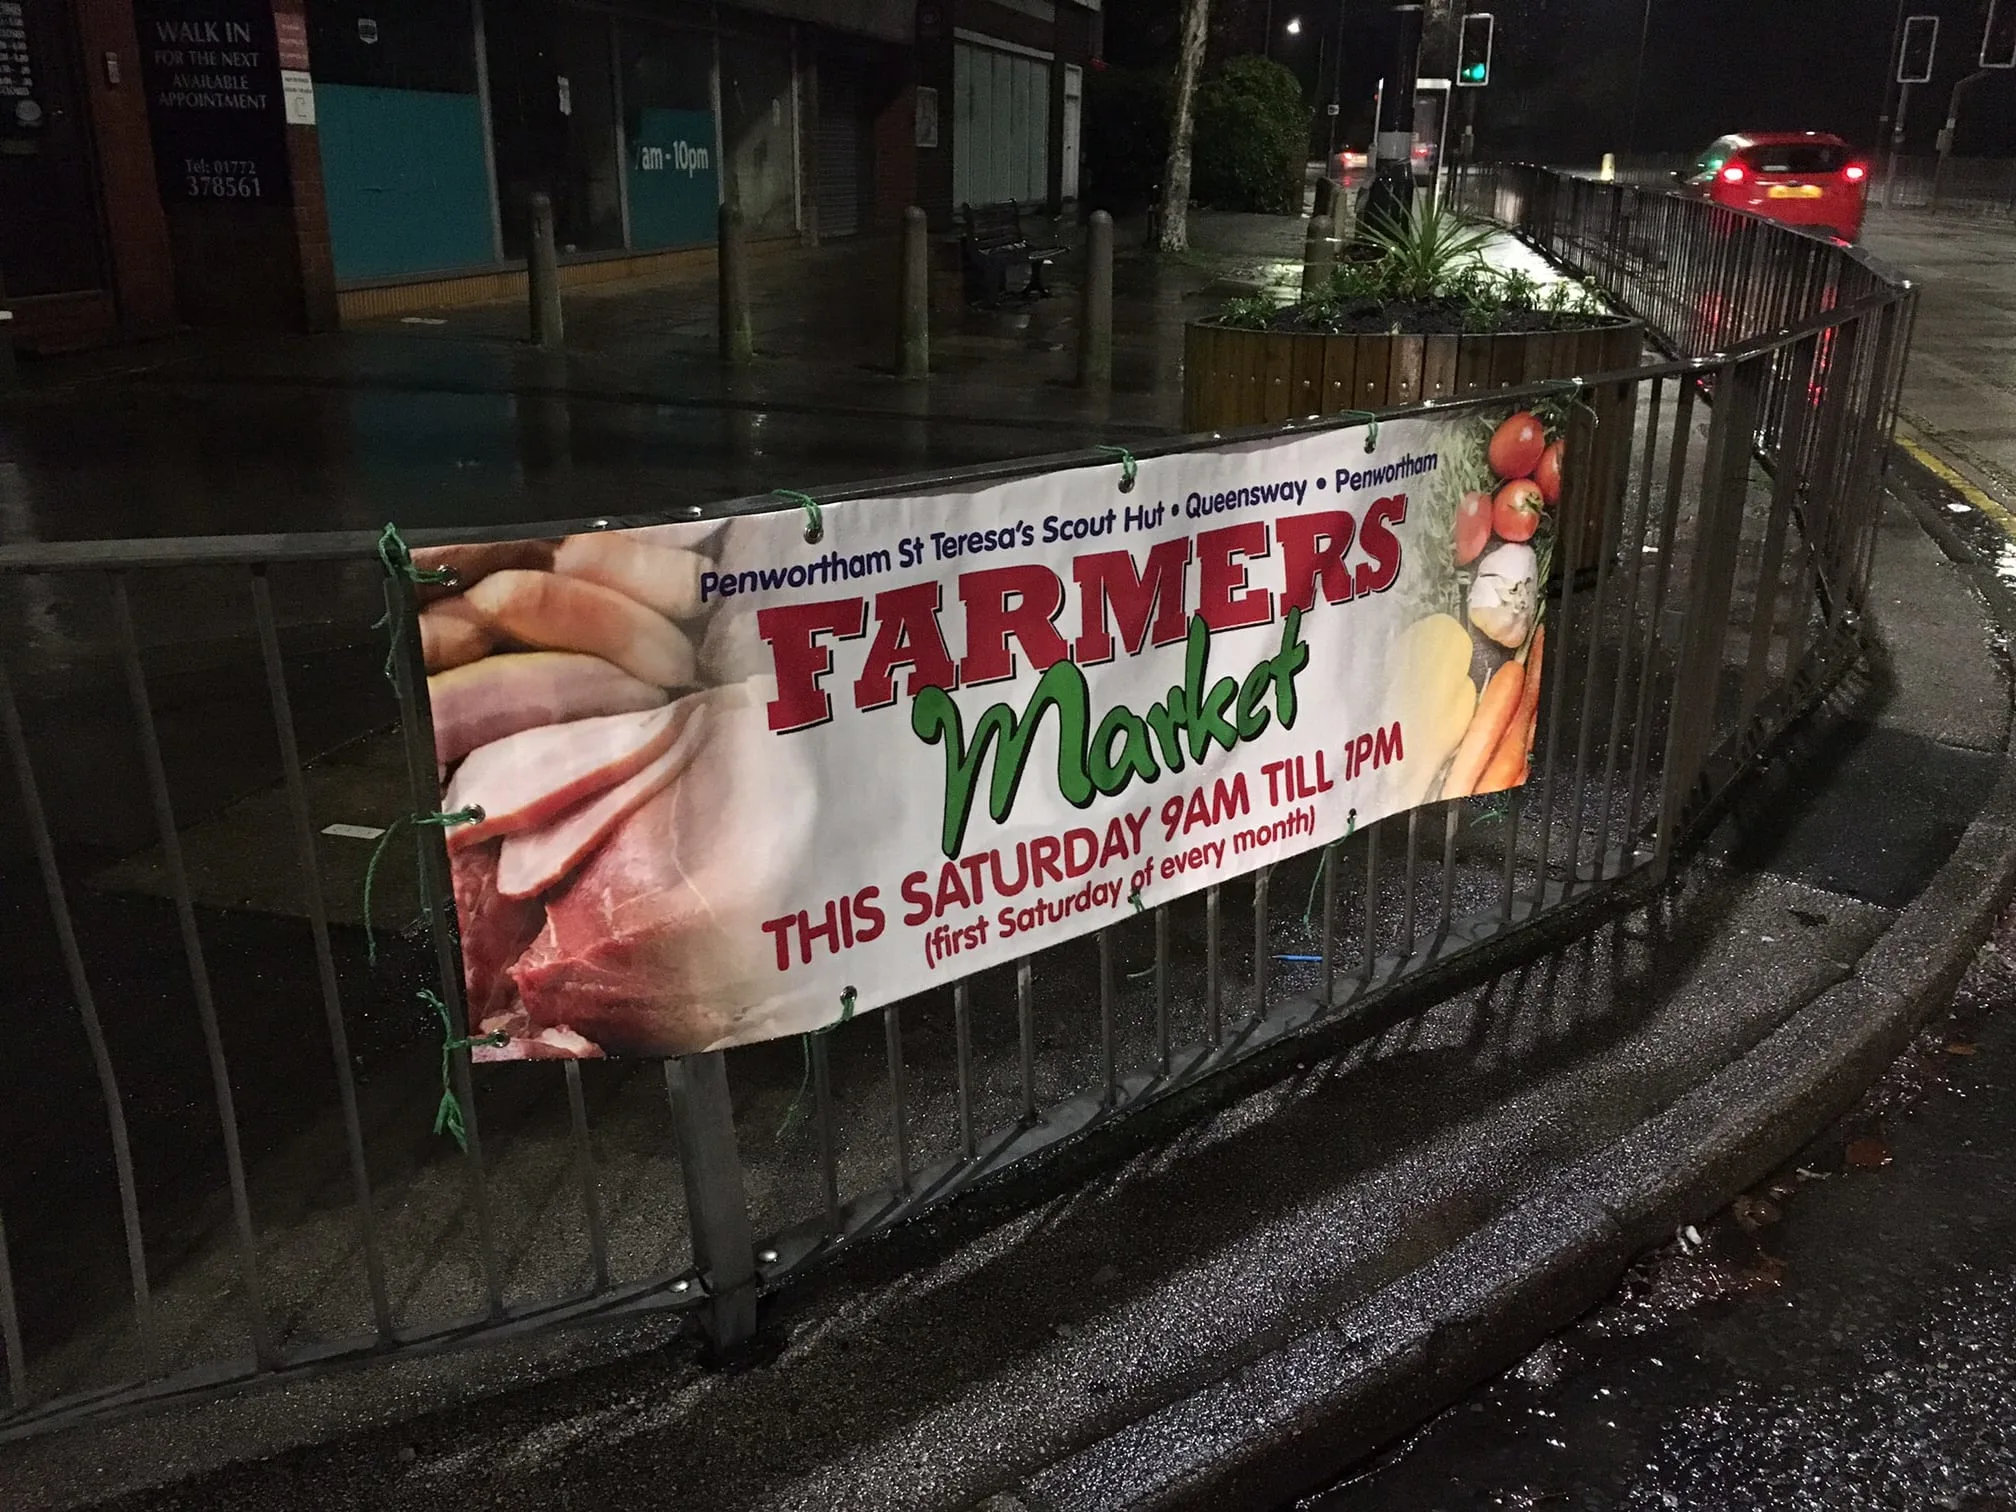 WALK IN
FOR THE NEXT
AVAILABLE
APPOINTMENT
Tel: 01772
378561
am - 10pm
Penwortham St Teresa's Scout Hut • Queensway • Penwortham
FARMERS
Market
THIS SATURDAY 9AM TILL 1PM
(first Saturday of every month)